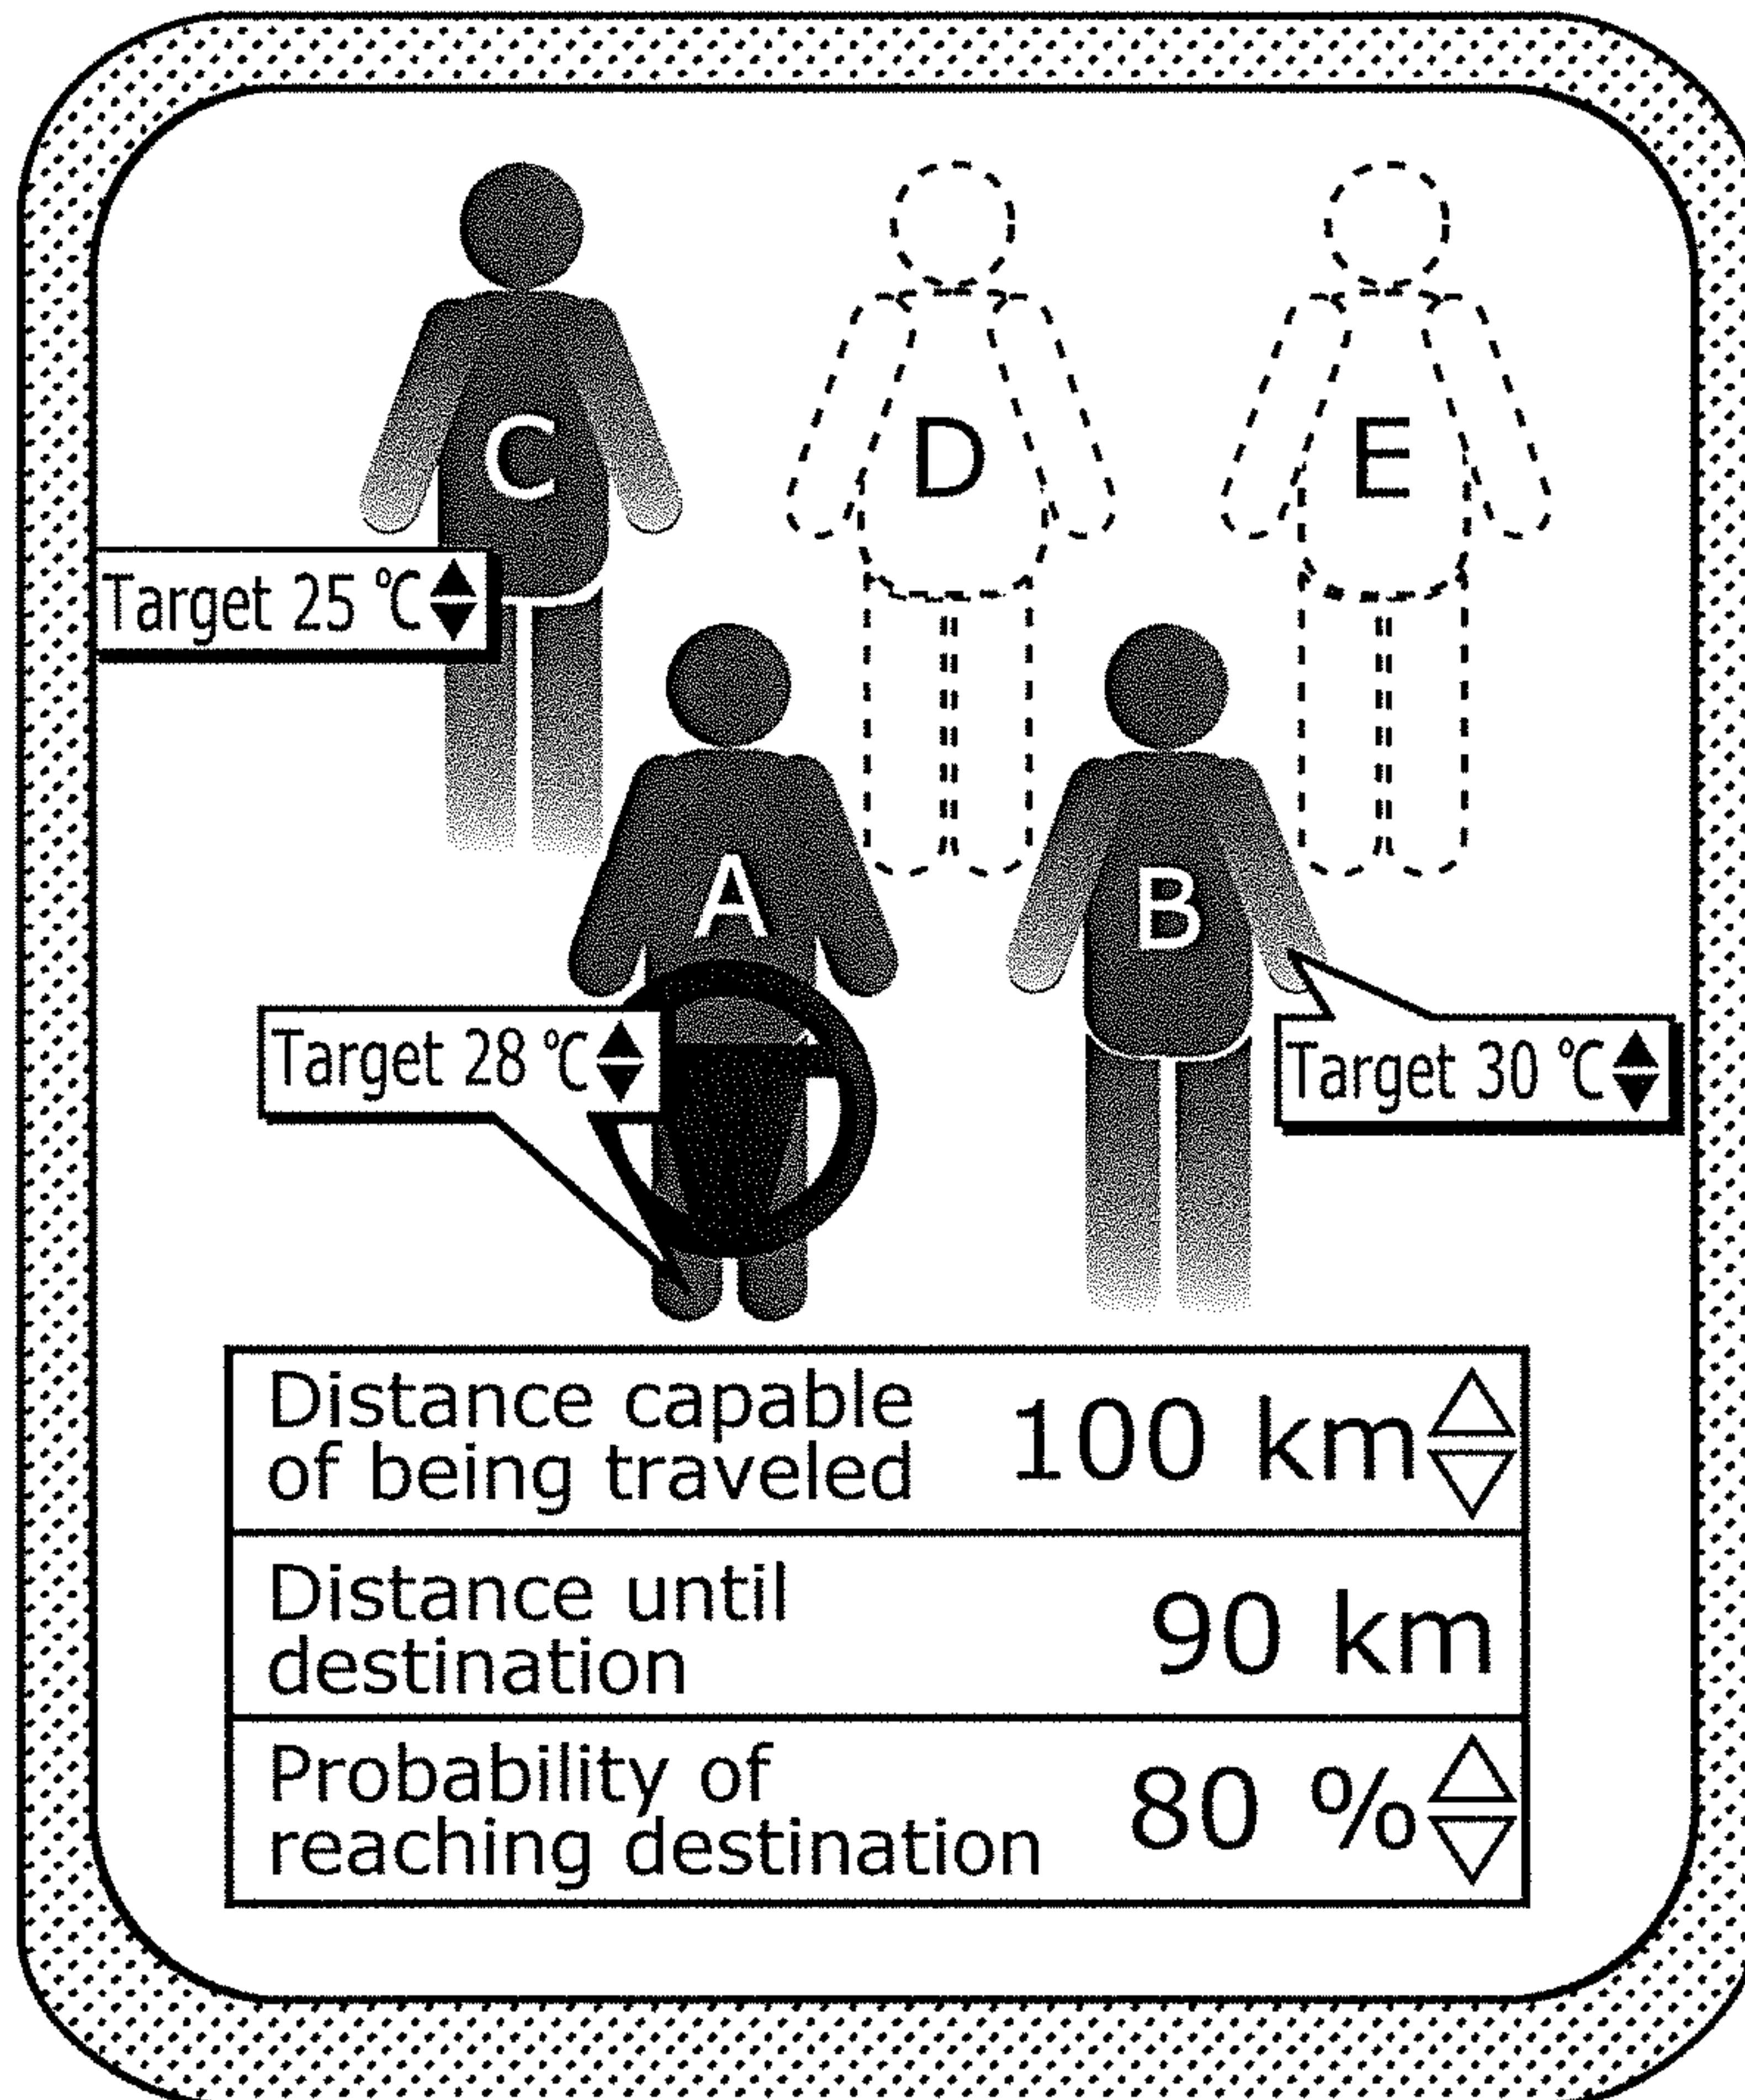 C
D
E
Target 25 ℃
A
B
Target 28 ℃
Target 30 ℃
Distance capable
of being traveled
100 km
Distance until
destination
90 km
Probability of
reaching destination
80 %